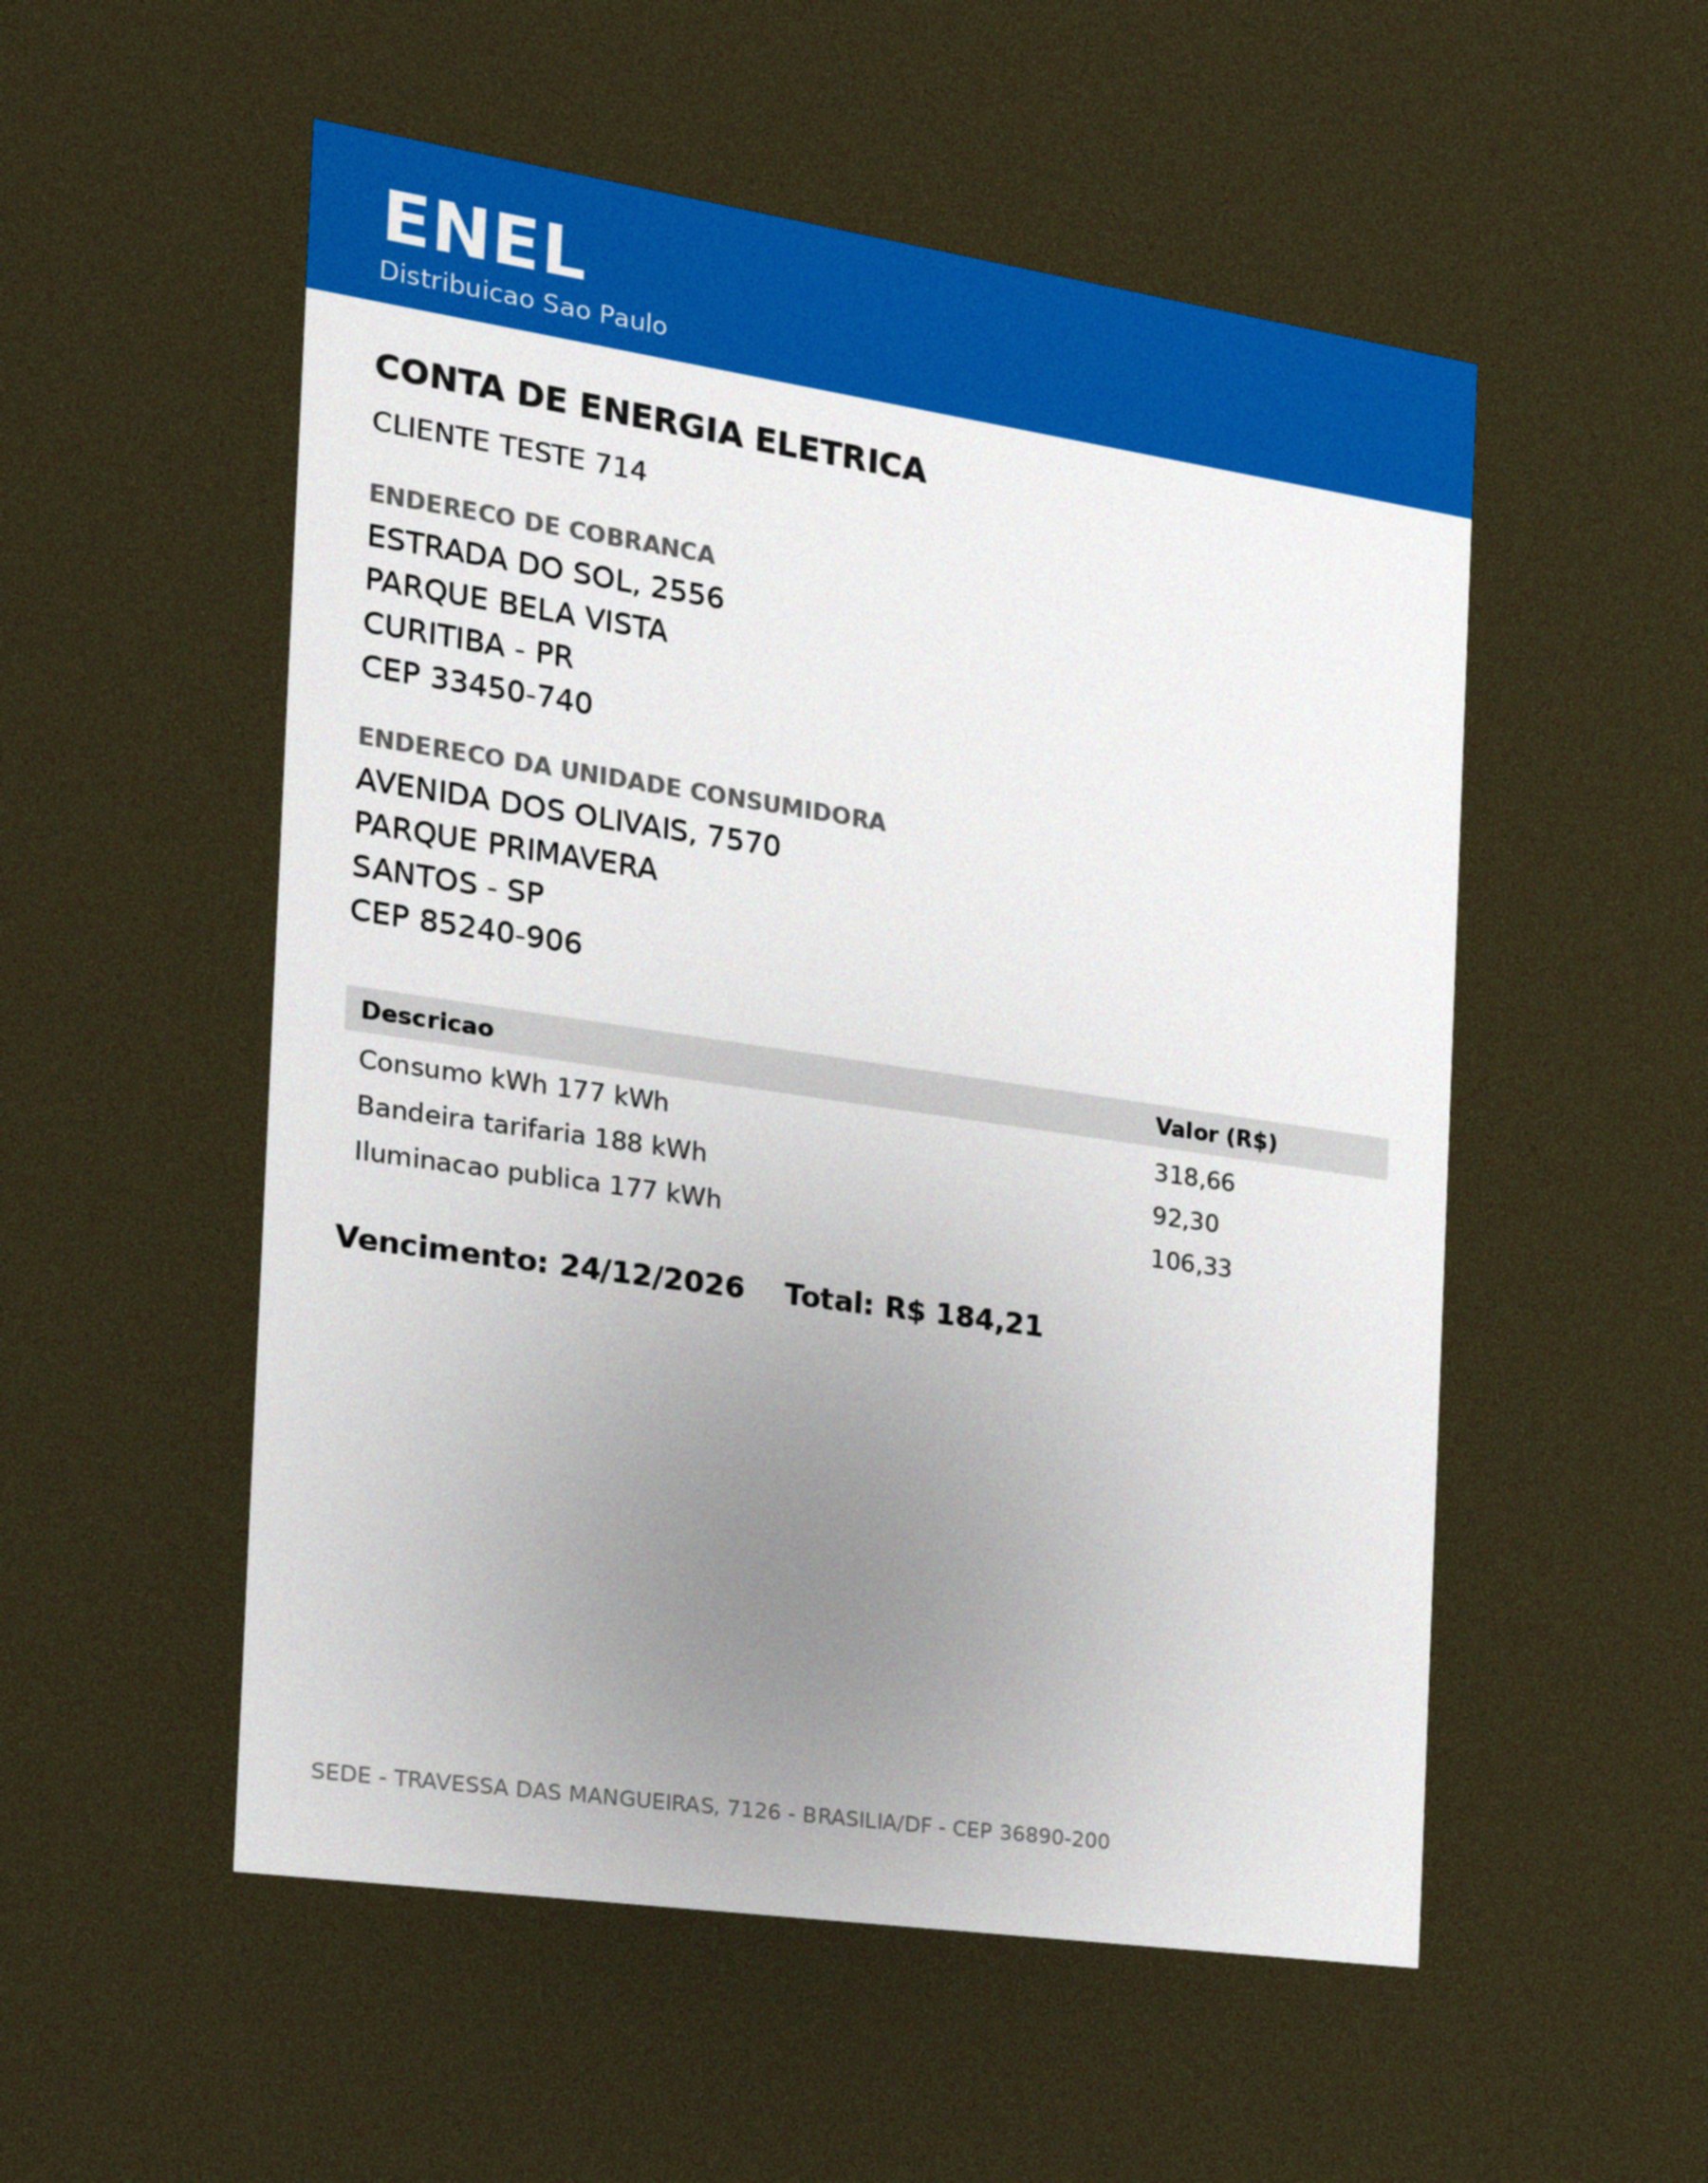 ENEL
Distribuicao Sao Paulo
CONTA DE ENERGIA ELETRICA
CLIENTE TESTE 714
ENDERECO DE COBRANCA
ESTRADA DO SOL, 2556
PARQUE BELA VISTA
CURITIBA - PR
CEP 33450-740
ENDERECO DA UNIDADE CONSUMIDORA
AVENIDA DOS OLIVAIS, 7570
PARQUE PRIMAVERA
SANTOS - SP
CEP 85240-906
Descricao Valor (R$)
Consumo kWh 177 kWh 318,66
Bandeira tarifaria 188 kWh 92,30
Iluminacao publica 177 kWh 106,33
Vencimento: 24/12/2026 Total: R$ 184,21
SEDE - TRAVESSA DAS MANGUEIRAS, 7126 - BRASILIA/DF - CEP 36890-200